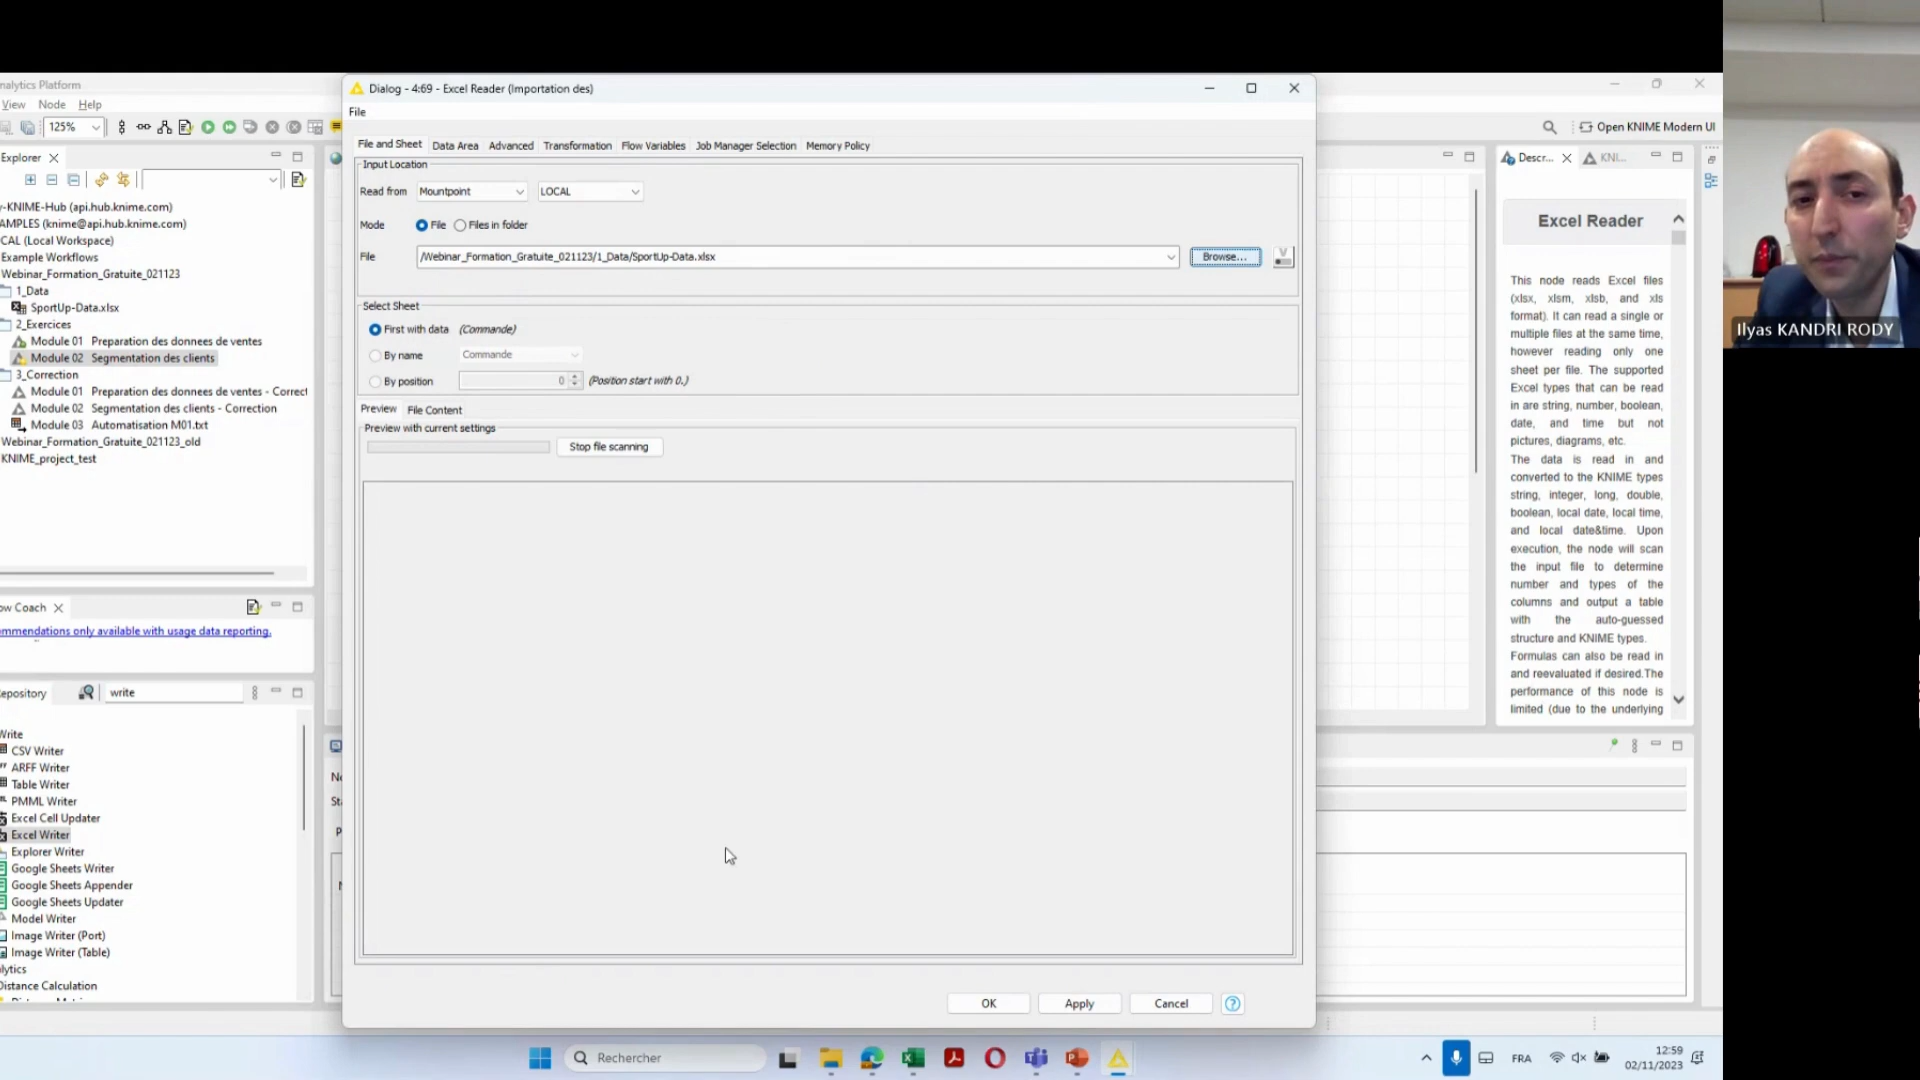 nalytics Platform
View Node Help
125%
Explorer
-KNIME-Hub (api.hub.knime.com)
AMPLES (knime@api.hub.knime.com)
CAL (Local Workspace)
Example Workflows
Webinar_Formation_Gratuite_021123
1_Data
SportUp-Data.xlsx
2_Exercices
Module 01 Preparation des donnees de ventes
Module 02 Segmentation des clients
3_Correction
Module 01 Preparation des donnees de ventes - Correct
Module 02 Segmentation des clients - Correction
Module 03 Automatisation M01.txt
Webinar_Formation_Gratuite_021123_old
KNIME_project_test
ow Coach
mmendations only available with usage data reporting.
epository write
Write
CSV Writer
ARFF Writer
Table Writer
PMML Writer
Excel Cell Updater
Excel Writer
Explorer Writer
Google Sheets Writer
Google Sheets Appender
Google Sheets Updater
Model Writer
Image Writer (Port)
Image Writer (Table)
lytics
Distance Calculation
Dialog - 4:69 - Excel Reader (Importation des)
File
File and Sheet Data Area Advanced Transformation Flow Variables Job Manager Selection Memory Policy
Input Location
Read from Mountpoint LOCAL
Mode File Files in folder
File /Webinar_Formation_Gratuite_021123/1_Data/SportUp-Data.xlsx Browse...
Select Sheet
First with data (Commande)
By name Commande
By position 0 (Position start with 0.)
Preview File Content
Preview with current settings
Stop file scanning
OK Apply Cancel
Open KNIME Modern UI
Descr... KNI...
Excel Reader
This node reads Excel files
(xlsx, xlsm, xlsb, and xls
format). It can read a single or
multiple files at the same time,
however reading only one
sheet per file. The supported
Excel types that can be read
in are string, number, boolean,
date, and time but not
pictures, diagrams, etc.
The data is read in and
converted to the KNIME types
string, integer, long, double,
boolean, local date, local time,
and local date&time. Upon
execution, the node will scan
the input file to determine
number and types of the
columns and output a table
with the auto-guessed
structure and KNIME types.
Formulas can also be read in
and reevaluated if desired.The
performance of this node is
limited (due to the underlying
Ilyas KANDRI RODY
Rechercher
FRA
12:59
02/11/2023